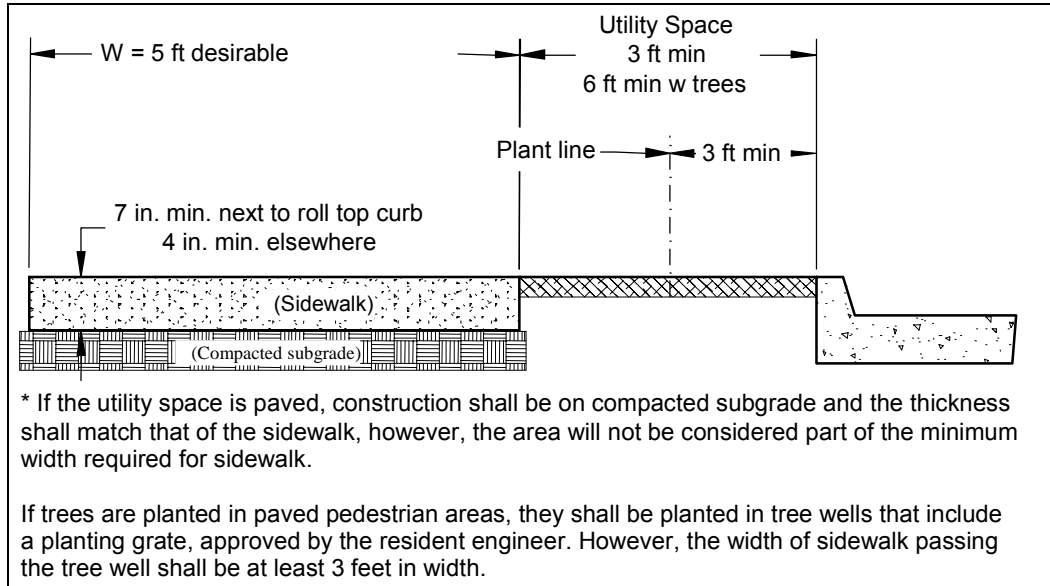 W = 5 ft desirable
Utility Space
3 ft min
6 ft min w trees
Plant line
3 ft min
7 in. min. next to roll top curb
4 in. min. elsewhere
(Sidewalk)
(Compacted subgrade)
* If the utility space is paved, construction shall be on compacted subgrade and the thickness
shall match that of the sidewalk, however, the area will not be considered part of the minimum
width required for sidewalk.
If trees are planted in paved pedestrian areas, they shall be planted in tree wells that include
a planting grate, approved by the resident engineer. However, the width of sidewalk passing
the tree well shall be at least 3 feet in width.